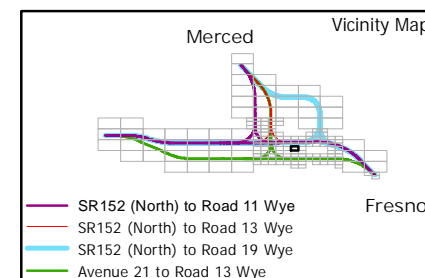 Vicinity Map
Merced
Fresno
SR152 (North) to Road 11 Wye
SR152 (North) to Road 13 Wye
SR152 (North) to Road 19 Wye
Avenue 21 to Road 13 Wye